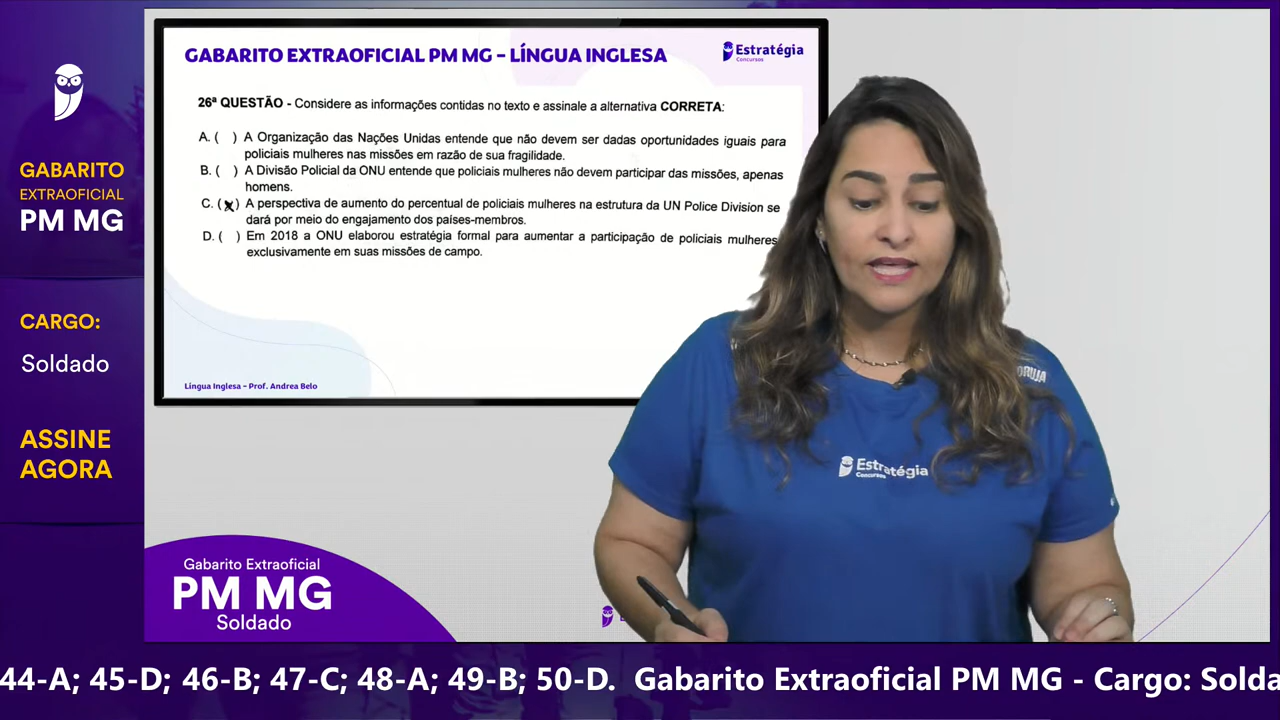 GABARITO
EXTRAOFICIAL
PM MG
CARGO:
Soldado
ASSINE
AGORA
GABARITO EXTRAOFICIAL PM MG – LÍNGUA INGLESA
Estratégia
Concursos
26ª QUESTÃO - Considere as informações contidas no texto e assinale a alternativa CORRETA:
A. ( ) A Organização das Nações Unidas entende que não devem ser dadas oportunidades iguais para
policiais mulheres nas missões em razão de sua fragilidade.
B. ( ) A Divisão Policial da ONU entende que policiais mulheres não devem participar das missões, apenas
homens.
C. (x) A perspectiva de aumento do percentual de policiais mulheres na estrutura da UN Police Division se
dará por meio do engajamento dos países-membros.
D. ( ) Em 2018 a ONU elaborou estratégia formal para aumentar a participação de policiais mulheres
exclusivamente em suas missões de campo.
Língua Inglesa – Prof. Andrea Belo
Estratégia
Concursos
Gabarito Extraoficial
PM MG
Soldado
44-A; 45-D; 46-B; 47-C; 48-A; 49-B; 50-D. Gabarito Extraoficial PM MG - Cargo: Solda